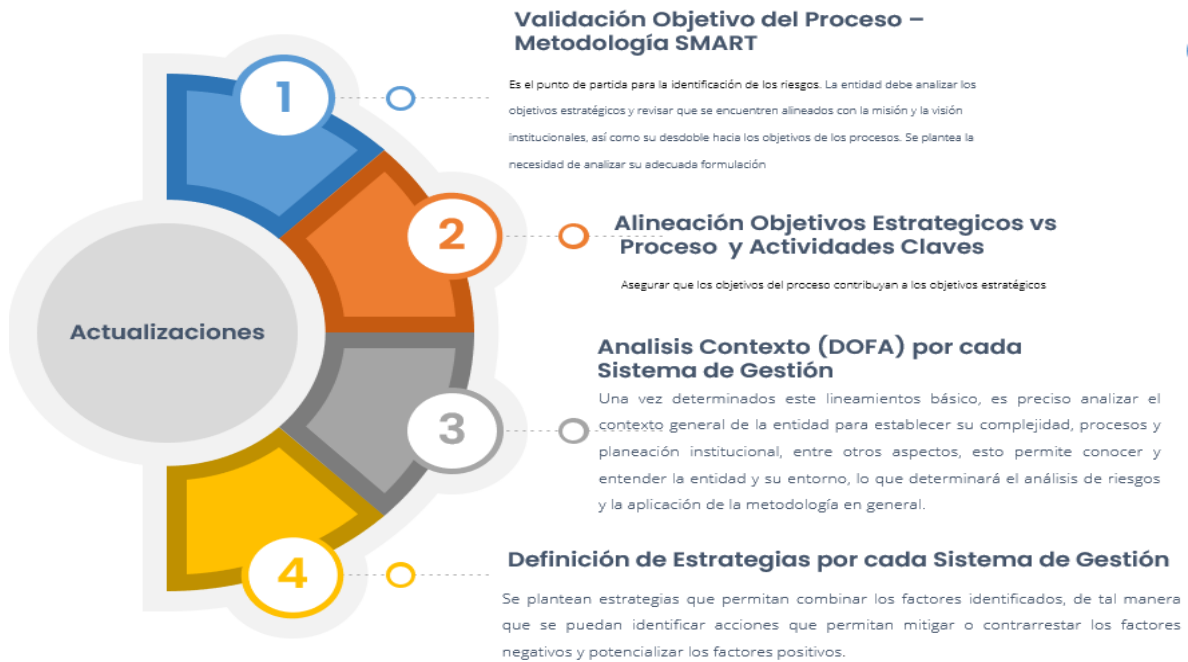 Validación Objetivo del Proceso –
Metodología SMART
Es el punto de partida para la identificación de los riesgos. La entidad debe analizar los
objetivos estratégicos y revisar que se encuentren alineados con la misión y la visión
institucionales, así como su desdoble hacia los objetivos de los procesos. Se plantea la
necesidad de analizar su adecuada formulación
1
2
Alineación Objetivos Estrategicos vs
Proceso y Actividades Claves
Asegurar que los objetivos del proceso contribuyan a los objetivos estratégicos
Actualizaciones
Analisis Contexto (DOFA) por cada
Sistema de Gestión
Una vez determinados este lineamientos básico, es preciso analizar el
contexto general de la entidad para establecer su complejidad, procesos y
planeación institucional, entre otros aspectos, esto permite conocer y
entender la entidad y su entorno, lo que determinará el análisis de riesgos
y la aplicación de la metodología en general.
3
4
Definición de Estrategias por cada Sistema de Gestión
Se plantean estrategias que permitan combinar los factores identificados, de tal manera
que se puedan identificar acciones que permitan mitigar o contrarrestar los factores
negativos y potencializar los factores positivos.